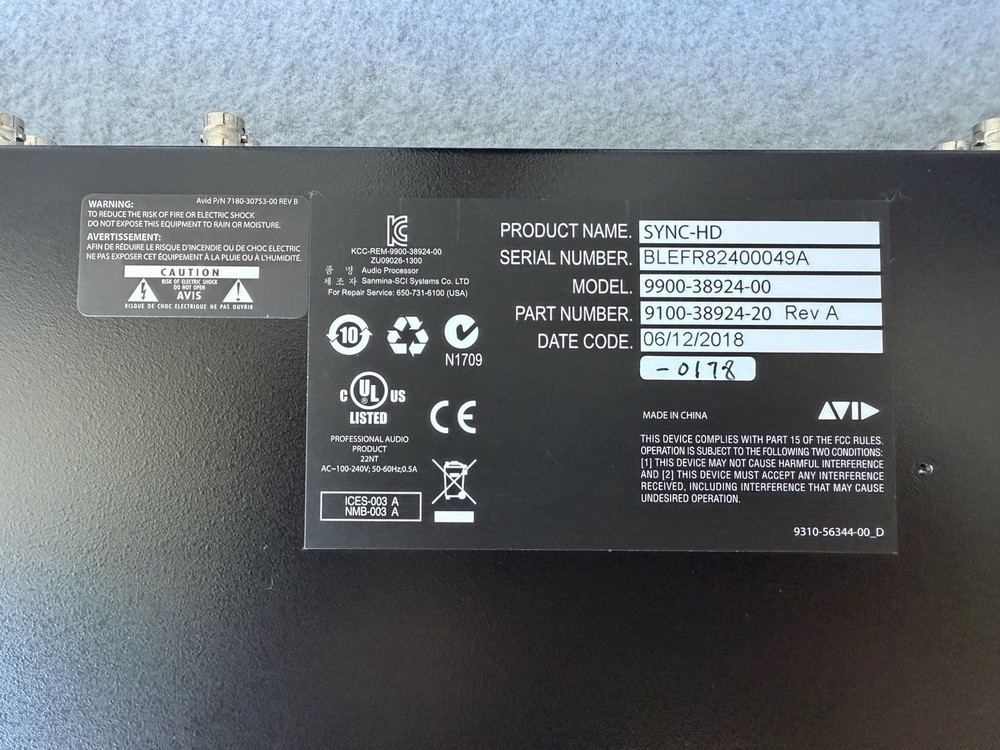 WARNING: Avid P/N 7180-30753-00 REV B
TO REDUCE THE RISK OF FIRE OR ELECTRIC SHOCK
DO NOT EXPOSE THIS EQUIPMENT TO RAIN OR MOISTURE.
AVERTISSEMENT:
AFIN DE RÉDUIRE LE RISQUE D'INCENDIE OU DE CHOC ELECTRIC
NE PAS EXPOSER CET ÉQUIPEMENT À LA PLUIE OU À L'HUMIDITÉ.
CAUTION
RISK OF ELECTRIC SHOCK
DO NOT OPEN
AVIS
RISQUE DE CHOC ELECTRIQUE NE PAS OUVRIR
KCC-REM-9900-38924-00
ZU09026-1300
품 명 Audio Processor
제 조 자 Sanmina-SCI Systems Co. LTD
For Repair Service: 650-731-6100 (USA)
10
N1709
C UL US
®
LISTED
PROFESSIONAL AUDIO
PRODUCT
22NT
AC~100-240V; 50-60Hz;0.5A
CE
ICES-003 A
NMB-003 A
PRODUCT NAME. SYNC-HD
SERIAL NUMBER. BLEFR82400049A
MODEL. 9900-38924-00
PART NUMBER. 9100-38924-20 Rev A
DATE CODE. 06/12/2018
-0178
MADE IN CHINA
AVID
THIS DEVICE COMPLIES WITH PART 15 OF THE FCC RULES.
OPERATION IS SUBJECT TO THE FOLLOWING TWO CONDITIONS:
[1] THIS DEVICE MAY NOT CAUSE HARMFUL INTERFERENCE
AND [2] THIS DEVICE MUST ACCEPT ANY INTERFERENCE
RECEIVED, INCLUDING INTERFERENCE THAT MAY CAUSE
UNDESIRED OPERATION.
9310-56344-00_D